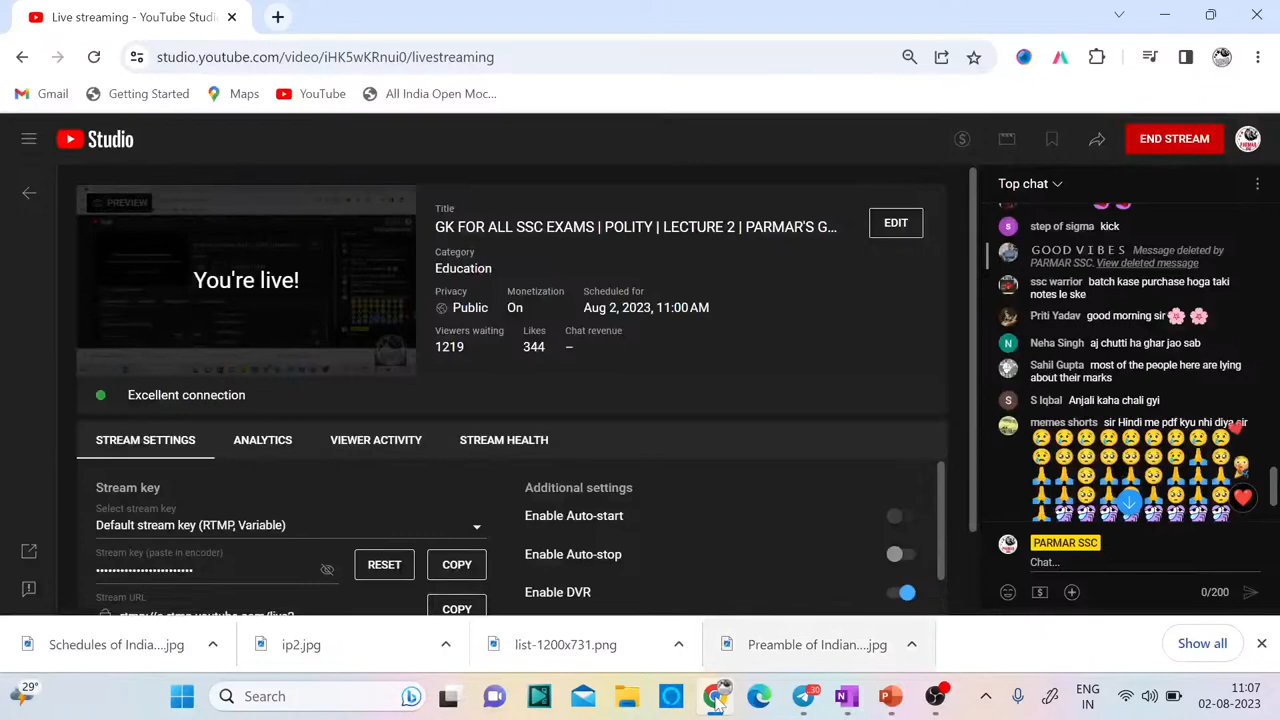 Live streaming - YouTube Studi
studio.youtube.com/video/iHK5wKRnui0/livestreaming
Gmail Getting Started Maps YouTube All India Open Moc...
Studio
END STREAM
PREVIEW
You're live!
Title
GK FOR ALL SSC EXAMS | POLITY | LECTURE 2 | PARMAR'S G...
EDIT
Category
Education
Privacy Monetization Scheduled for
Public On Aug 2, 2023, 11:00 AM
Viewers waiting Likes Chat revenue
1219 344 –
Excellent connection
STREAM SETTINGS ANALYTICS VIEWER ACTIVITY STREAM HEALTH
Stream key
Select stream key
Default stream key (RTMP, Variable)
Stream key (paste in encoder)
••••••••••••••••••••••••
RESET COPY
Stream URL
COPY
Additional settings
Enable Auto-start
Enable Auto-stop
Enable DVR
Top chat
step of sigma kick
G O O D V I B E S Message deleted by
PARMAR SSC. View deleted message
ssc warrior batch kase purchase hoga taki
notes le ske
Priti Yadav good morning sir🌸 🌸
Neha Singh aj chutti ha ghar jao sab
Sahil Gupta most of the people here are lying
about their marks
S Iqbal Anjali kaha chali gyi
memes shorts sir Hindi me pdf kyu nhi diya sir
PARMAR SSC
Chat...
0/200
Schedules of India....jpg ip2.jpg list-1200x731.png Preamble of Indian....jpg Show all
29°
Search
30
ENG
IN
11:07
02-08-2023